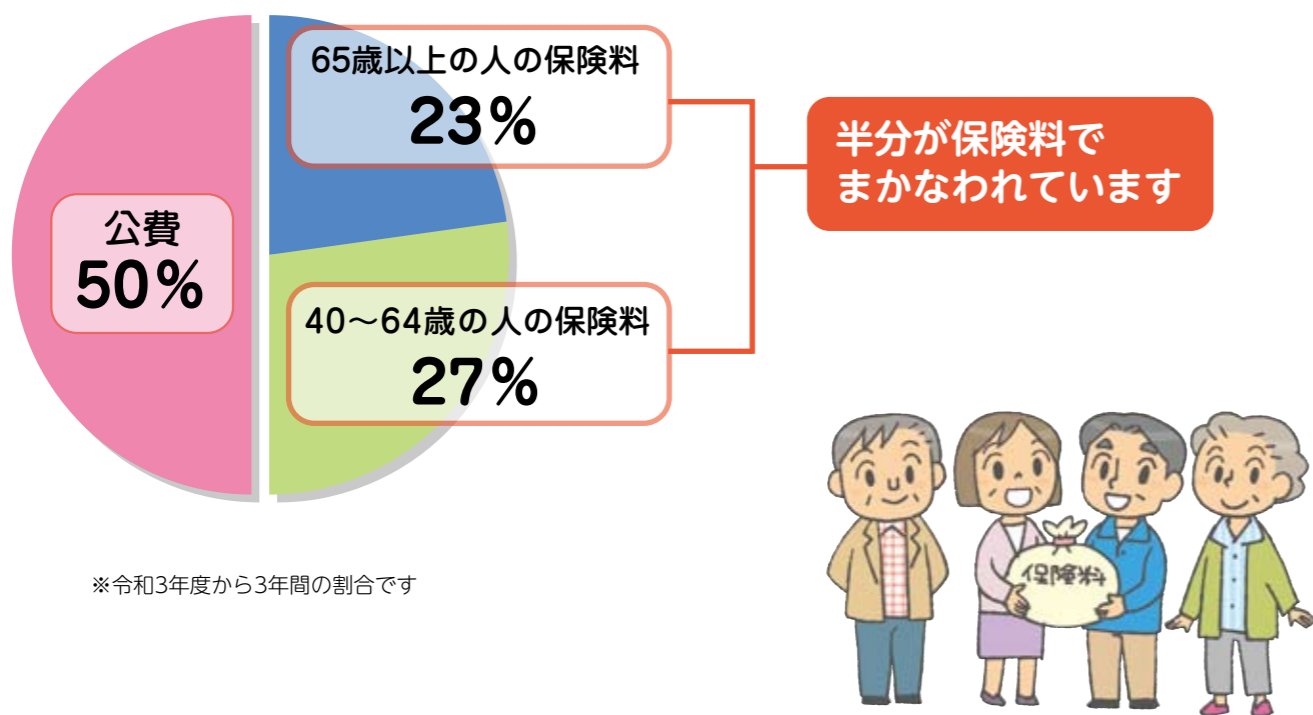 65歳以上の人の保険料
23%
半分が保険料で
まかなわれています
公費
50%
40〜64歳の人の保険料
27%
保険料
※令和3年度から3年間の割合です